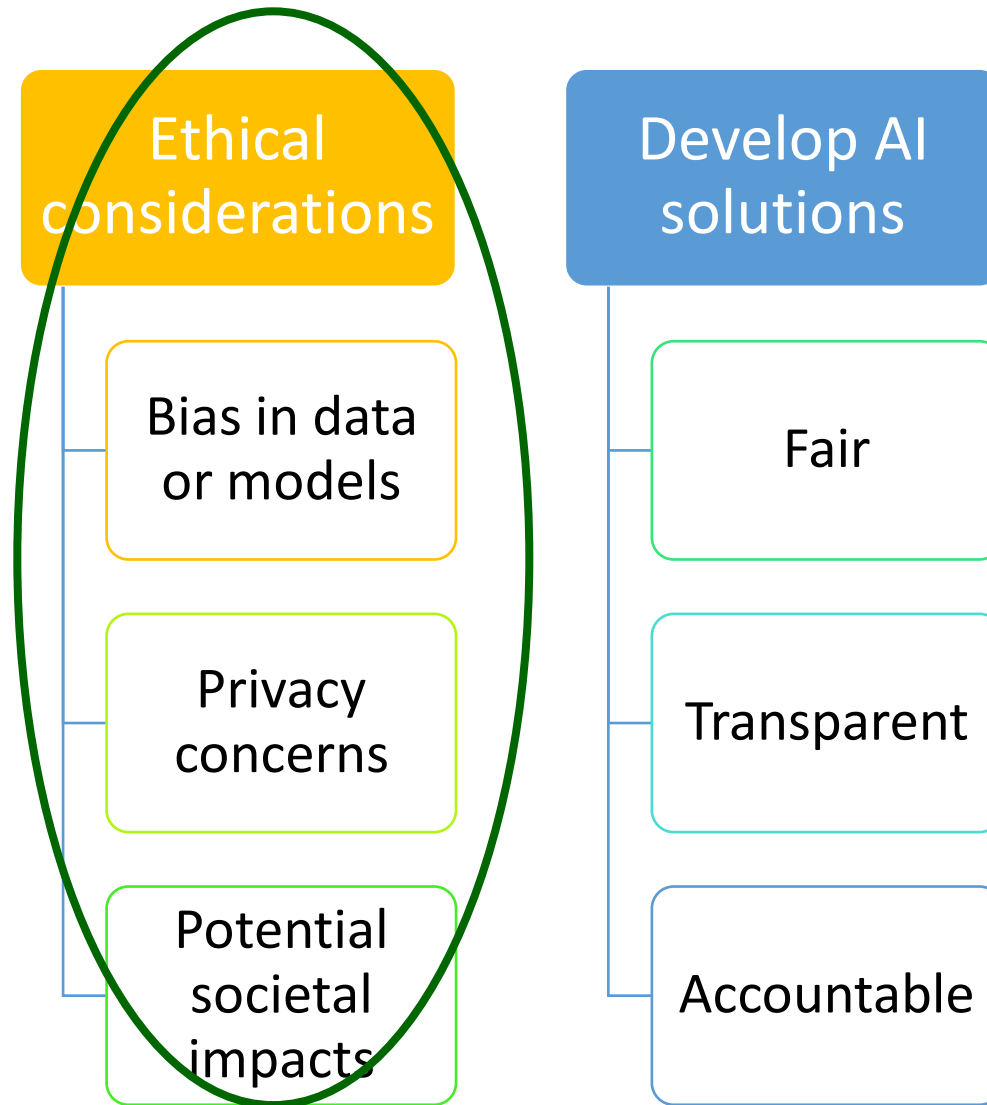 Ethical
considerations
Bias in data
or models
Privacy
concerns
Potential
societal
impacts
Develop AI
solutions
Fair
Transparent
Accountable